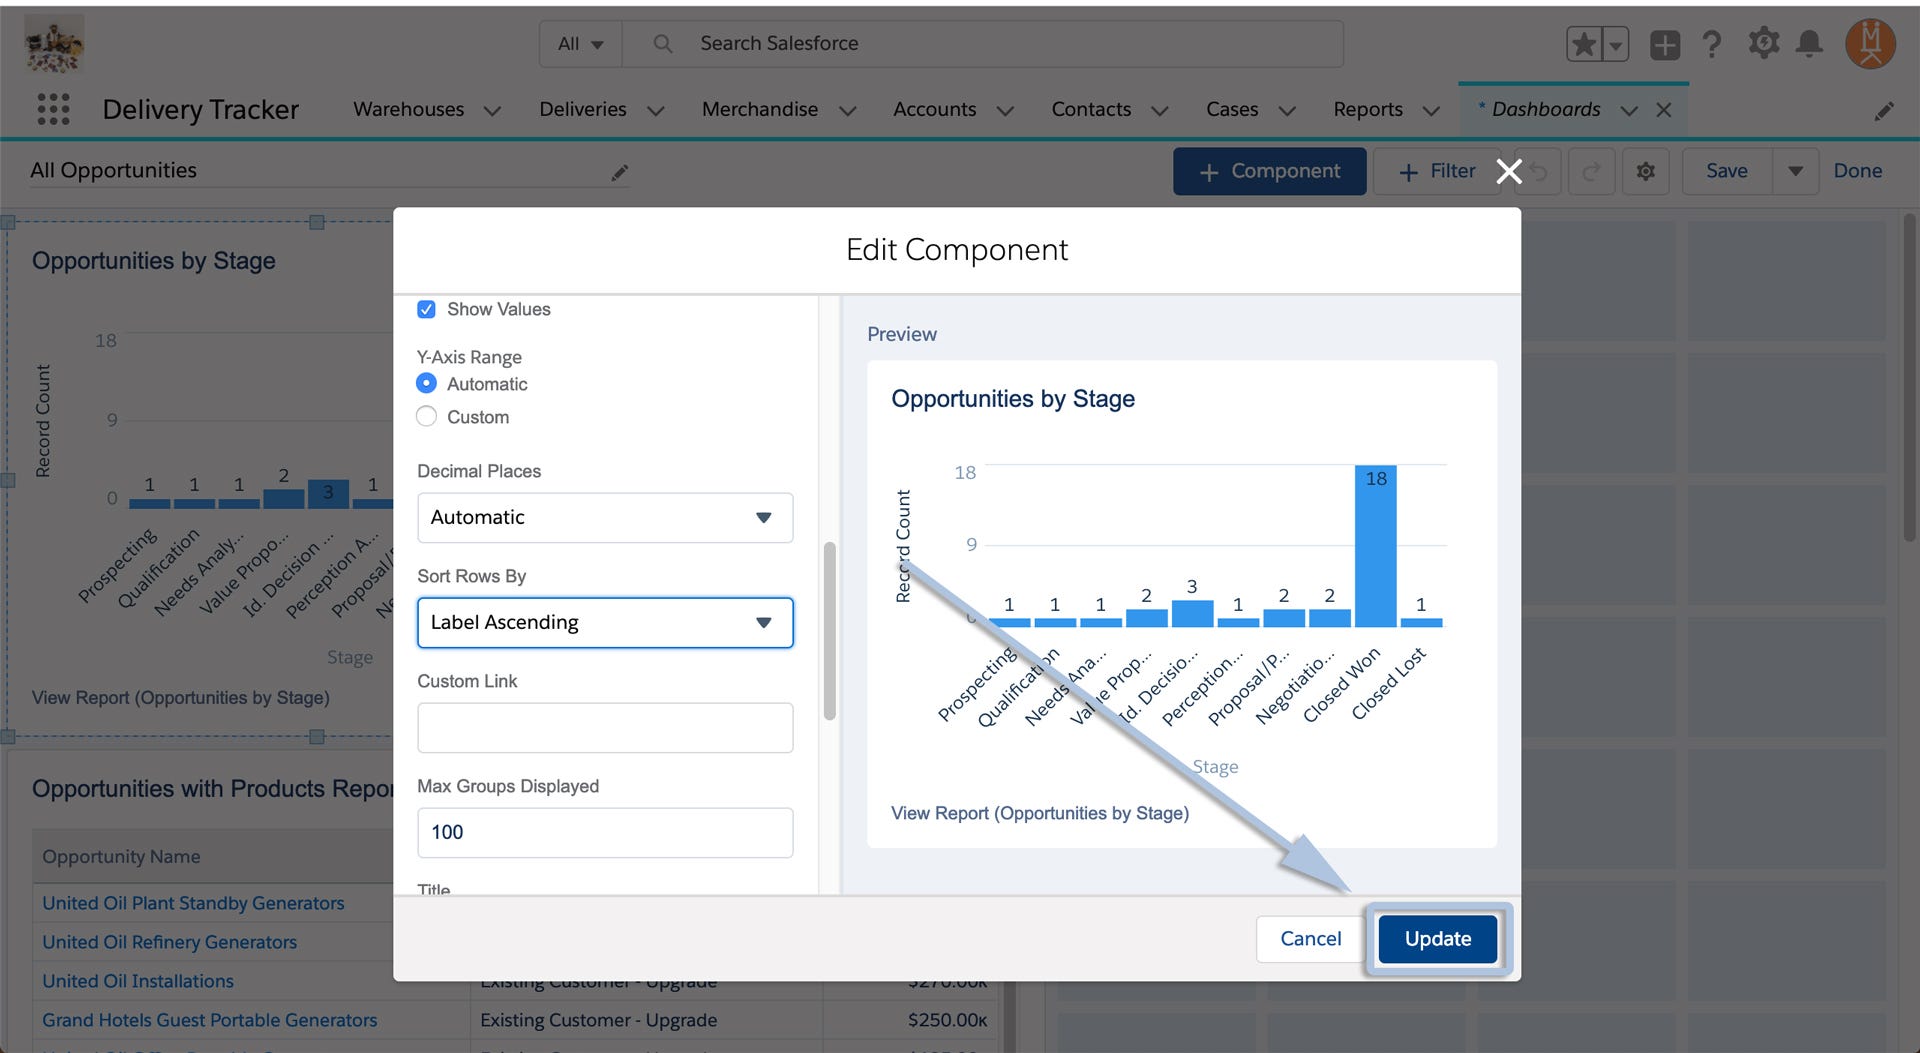 All
Search Salesforce
Delivery Tracker
Warehouses
Deliveries
Merchandise
Accounts
Contacts
Cases
Reports
* Dashboards
All Opportunities
+ Component
+ Filter
Save
Done
Opportunities by Stage
Record Count
18
9
0
1 1 1 2 3 1
Prospecting
Qualification
Needs Analy...
Value Propo...
Id. Decision ...
Perception A...
Stage
View Report (Opportunities by Stage)
Opportunities with Products Repor
Opportunity Name
United Oil Plant Standby Generators
United Oil Refinery Generators
United Oil Installations
Existing Customer - Upgrade
$270.00K
Grand Hotels Guest Portable Generators
Existing Customer - Upgrade
$250.00K
Edit Component
Show Values
Y-Axis Range
Automatic
Custom
Decimal Places
Automatic
Sort Rows By
Label Ascending
Custom Link
Max Groups Displayed
100
Title
Preview
Opportunities by Stage
Record Count
18
9
0
1 1 1 2 3 1 2 2 18 1
Prospecting
Qualification
Needs Ana...
Value Prop...
Id. Decisio...
Perception...
Proposal/P...
Negotiatio...
Closed Won
Closed Lost
Stage
View Report (Opportunities by Stage)
Cancel
Update